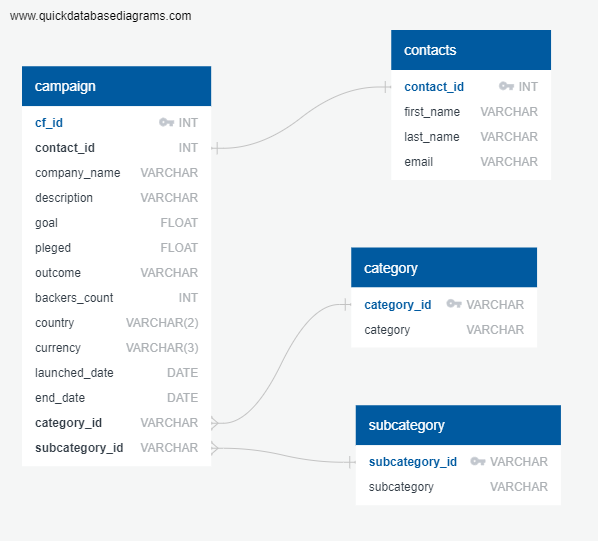 www.quickdatabasediagrams.com
campaign
cf_id INT
contact_id INT
company_name VARCHAR
description VARCHAR
goal FLOAT
pleged FLOAT
outcome VARCHAR
backers_count INT
country VARCHAR(2)
currency VARCHAR(3)
launched_date DATE
end_date DATE
category_id VARCHAR
subcategory_id VARCHAR
contacts
contact_id INT
first_name VARCHAR
last_name VARCHAR
email VARCHAR
category
category_id VARCHAR
category VARCHAR
subcategory
subcategory_id VARCHAR
subcategory VARCHAR